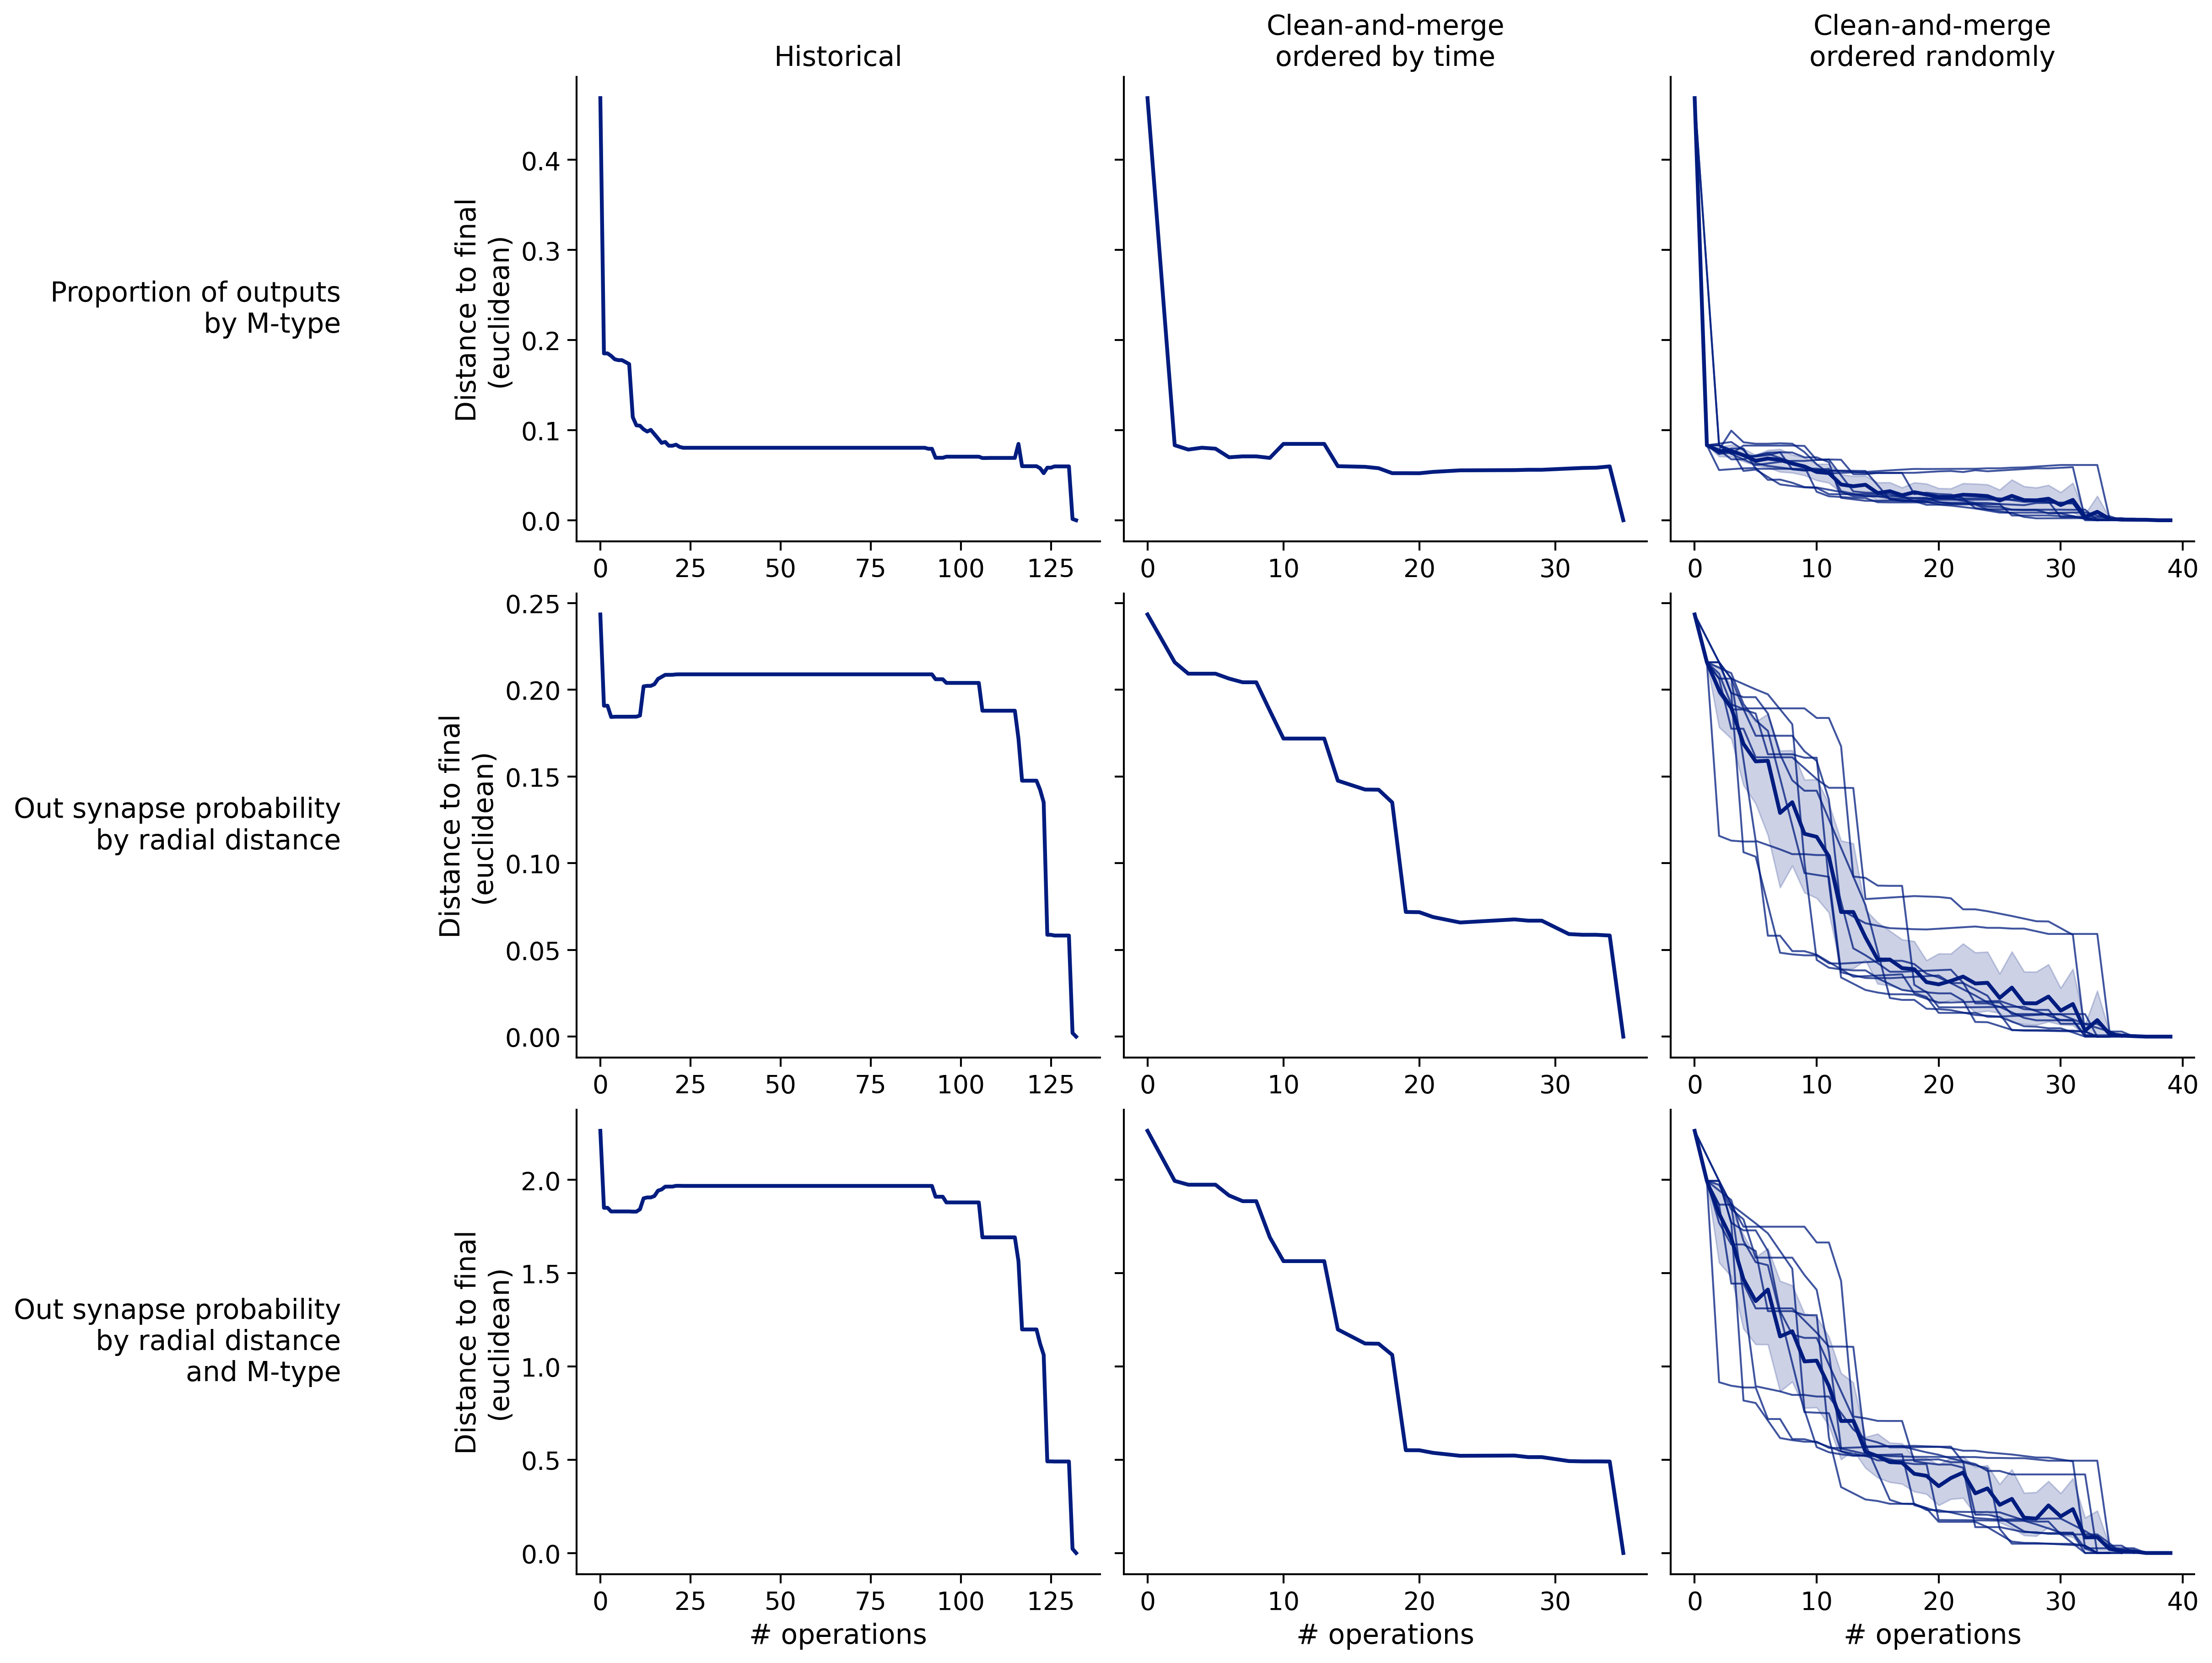 Historical
Clean-and-merge
ordered by time
Clean-and-merge
ordered randomly
Proportion of outputs
by M-type
Distance to final
(euclidean)
0.4
0.3
0.2
0.1
0.0
0 25 50 75 100 125
0 10 20 30
0 10 20 30 40
Out synapse probability
by radial distance
Distance to final
(euclidean)
0.25
0.20
0.15
0.10
0.05
0.00
0 25 50 75 100 125
0 10 20 30
0 10 20 30 40
Out synapse probability
by radial distance
and M-type
Distance to final
(euclidean)
2.0
1.5
1.0
0.5
0.0
0 25 50 75 100 125
0 10 20 30
0 10 20 30 40
# operations
# operations
# operations